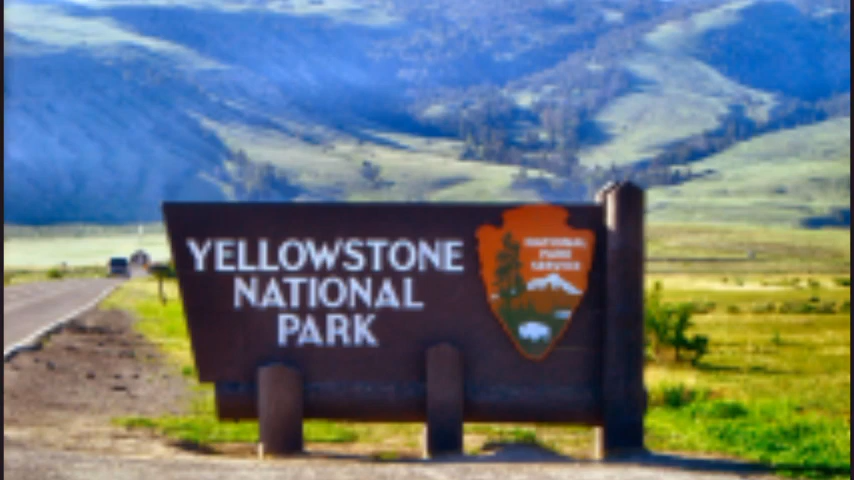 YELLOWSTONE
NATIONAL
PARK
NATIONAL
PARK
SERVICE